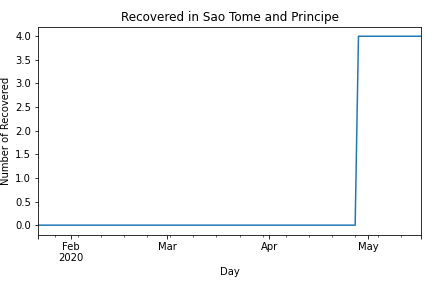 Recovered in Sao Tome and Principe
Number of Recovered
4.0
3.5
3.0
2.5
2.0
1.5
1.0
0.5
0.0
Feb
2020
Mar
Apr
May
Day